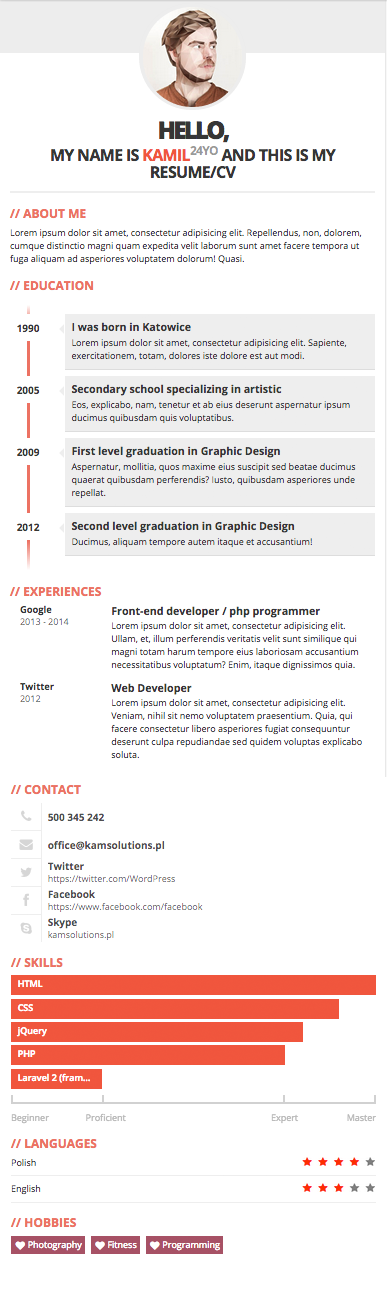 HELLO,
MY NAME IS KAMIL24YO AND THIS IS MY
RESUME/CV
// ABOUT ME
Lorem ipsum dolor sit amet, consectetur adipisicing elit. Repellendus, non, dolorem,
cumque distinctio magni quam expedita velit laborum sunt amet facere tempora ut
fuga aliquam ad asperiores voluptatem dolorum! Quasi.
// EDUCATION
1990
I was born in Katowice
Lorem ipsum dolor sit amet, consectetur adipisicing elit. Sapiente,
exercitationem, totam, dolores iste dolore est aut modi.
2005
Secondary school specializing in artistic
Eos, explicabo, nam, tenetur et ab eius deserunt aspernatur ipsum
ducimus quibusdam quis voluptatibus.
2009
First level graduation in Graphic Design
Aspernatur, mollitia, quos maxime eius suscipit sed beatae ducimus
quaerat quibusdam perferendis? Iusto, quibusdam asperiores unde
repellat.
2012
Second level graduation in Graphic Design
Ducimus, aliquam tempore autem itaque et accusantium!
// EXPERIENCES
Google
2013 - 2014
Front-end developer / php programmer
Lorem ipsum dolor sit amet, consectetur adipisicing elit.
Ullam, et, illum perferendis veritatis velit sunt similique qui
magni totam harum tempore eius laboriosam accusantium
necessitatibus voluptatum? Enim, itaque dignissimos quia.
Twitter
2012
Web Developer
Lorem ipsum dolor sit amet, consectetur adipisicing elit.
Veniam, nihil sit nemo voluptatem praesentium. Quia, qui
facere consectetur libero asperiores fugiat consequuntur
deserunt culpa repudiandae sed quidem voluptas explicabo
soluta.
// CONTACT
500 345 242
office@kamsolutions.pl
Twitter
https://twitter.com/WordPress
Facebook
https://www.facebook.com/facebook
Skype
kamsolutions.pl
// SKILLS
HTML
CSS
jQuery
PHP
Laravel 2 (fram...
Beginner Proficient Expert Master
// LANGUAGES
Polish
English
// HOBBIES
Photography Fitness Programming